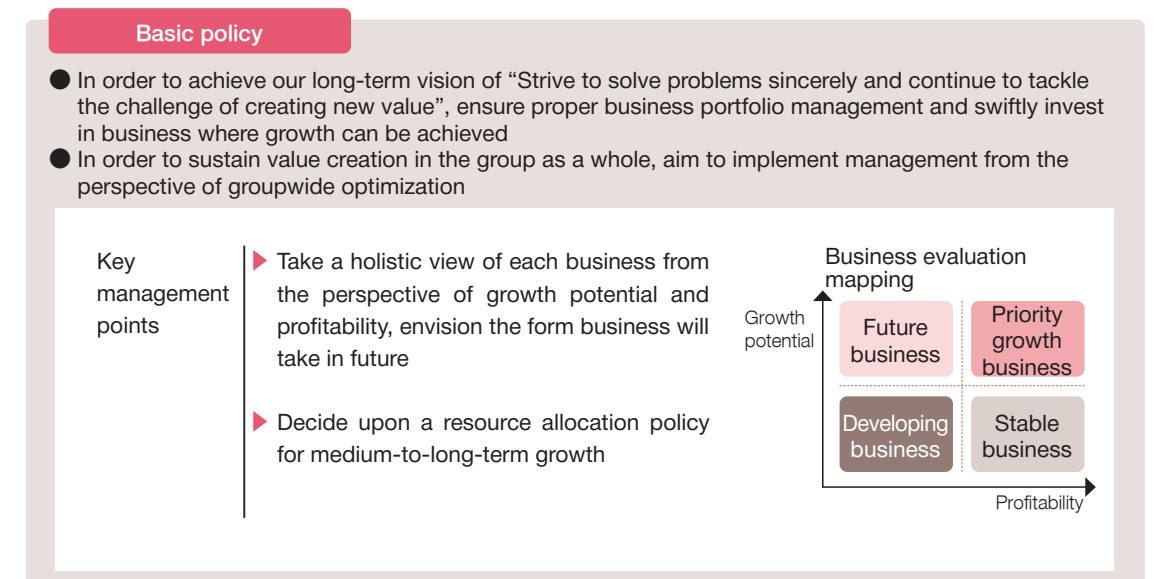 Basic policy
● In order to achieve our long-term vision of “Strive to solve problems sincerely and continue to tackle
the challenge of creating new value”, ensure proper business portfolio management and swiftly invest
in business where growth can be achieved
● In order to sustain value creation in the group as a whole, aim to implement management from the
perspective of groupwide optimization
Key
management
points
Take a holistic view of each business from
the perspective of growth potential and
profitability, envision the form business will
take in future
Decide upon a resource allocation policy
for medium-to-long-term growth
Business evaluation
mapping
Growth
potential
Future
business
Priority
growth
business
Developing
business
Stable
business
Profitability